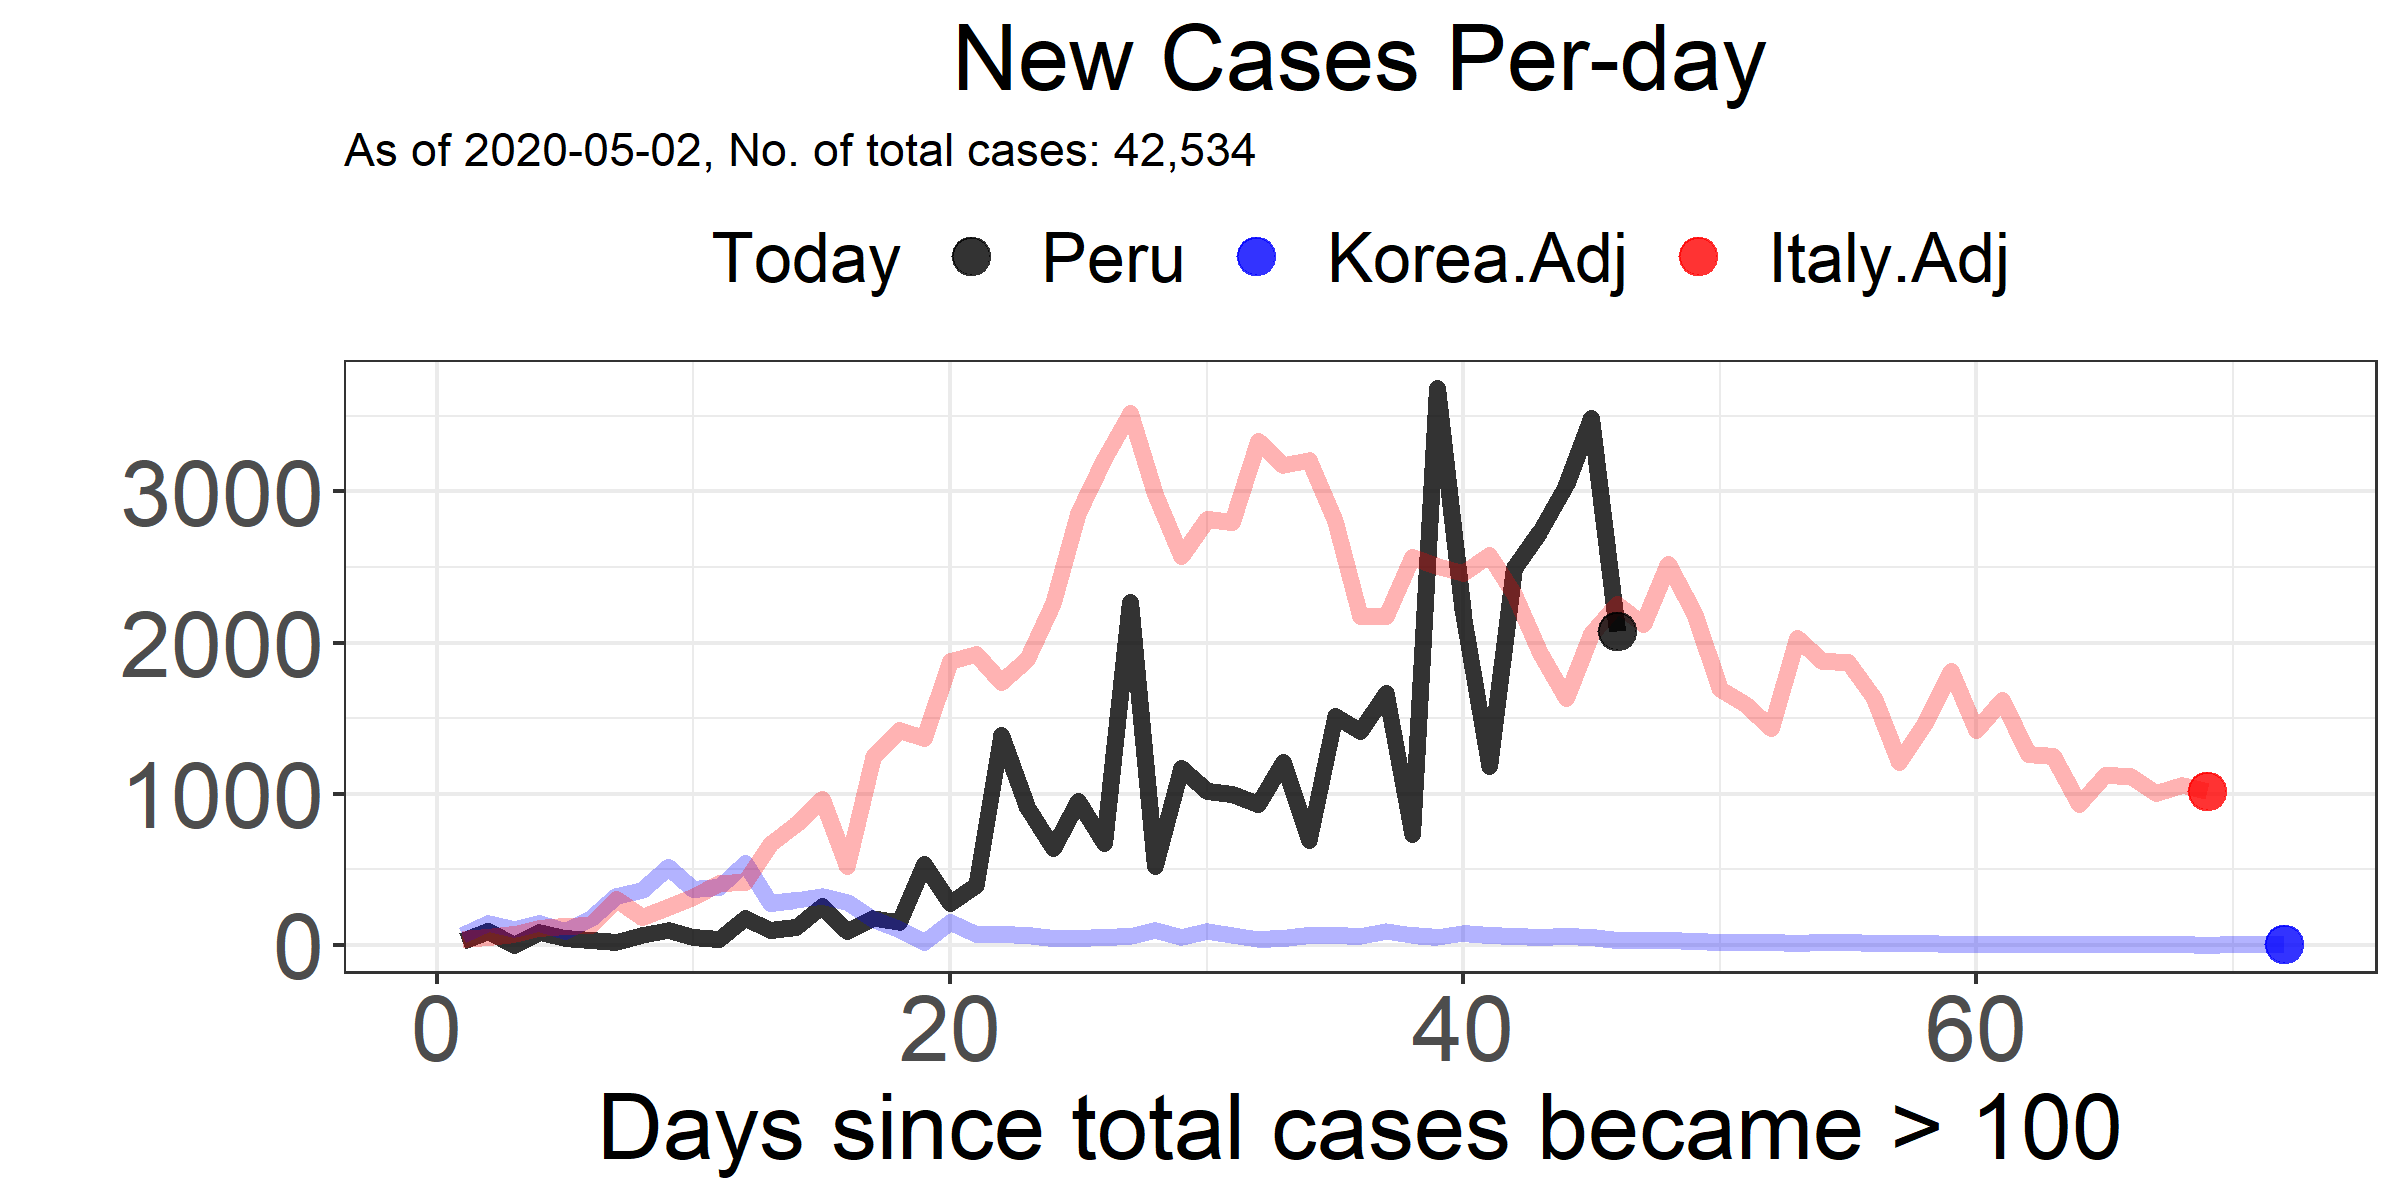 New Cases Per-day
As of 2020-05-02, No. of total cases: 42,534
Today Peru Korea.Adj Italy.Adj
3000
2000
1000
0
0 20 40 60
Days since total cases became > 100